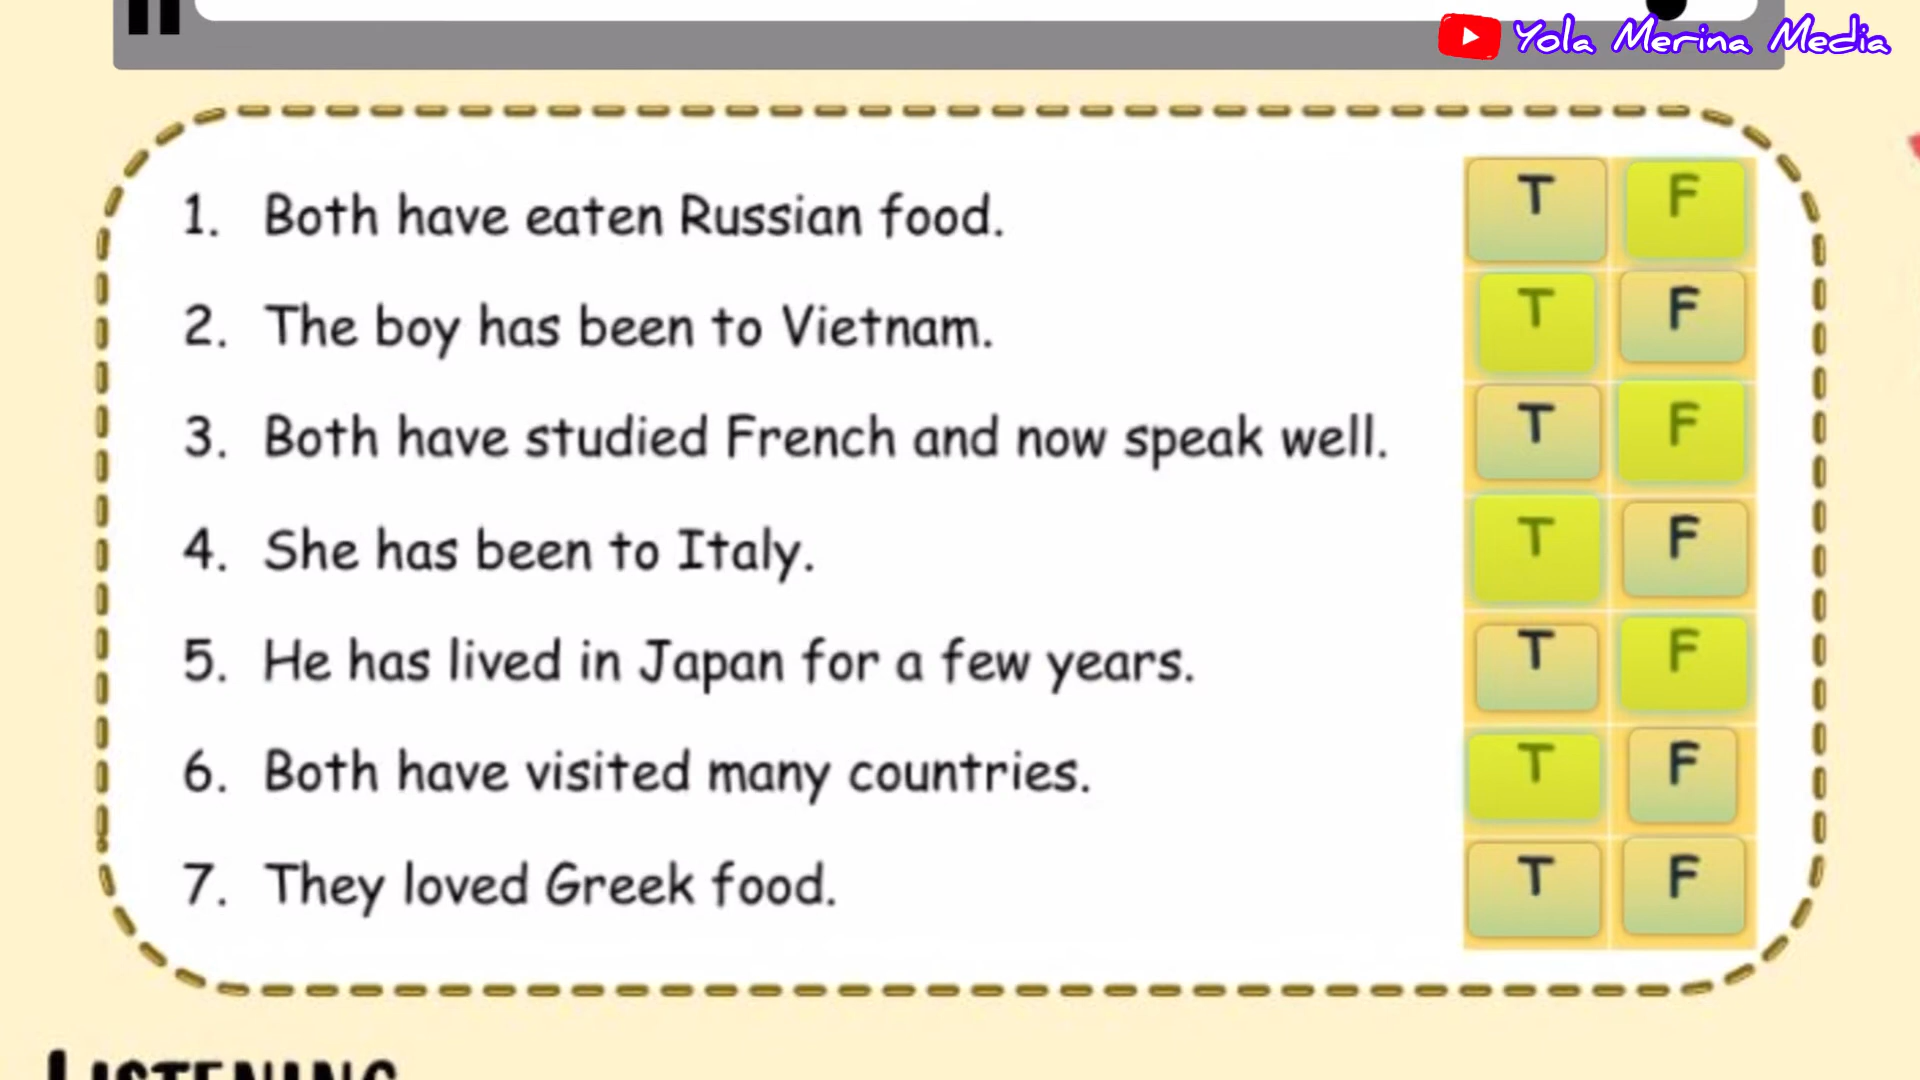 Yola Merina Media
1. Both have eaten Russian food. T F
2. The boy has been to Vietnam. T F
3. Both have studied French and now speak well. T F
4. She has been to Italy. T F
5. He has lived in Japan for a few years. T F
6. Both have visited many countries. T F
7. They loved Greek food. T F
LISTENING